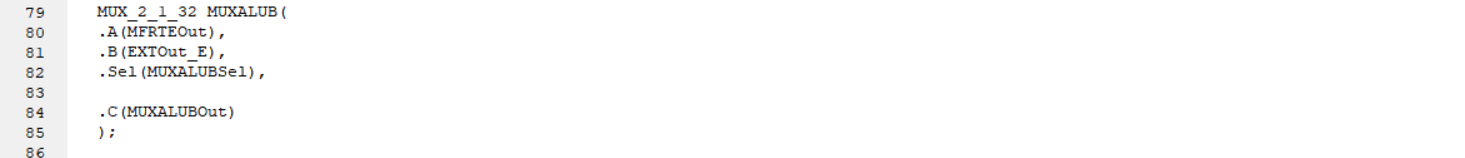 79 MUX_2_1_32 MUXALUB(
80 .A(MFRTEOut),
81 .B(EXTOut_E),
82 .Sel(MUXALUBSel),
83
84 .C(MUXALUBOut)
85 );
86